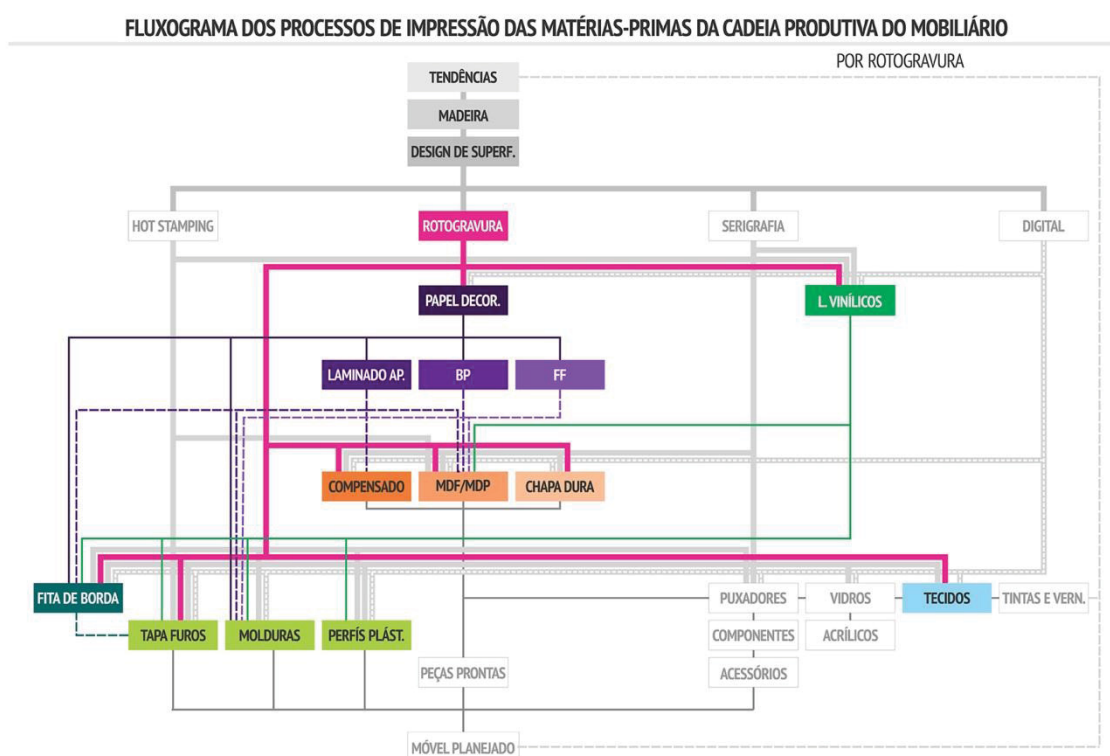 FLUXOGRAMA DOS PROCESSOS DE IMPRESSÃO DAS MATÉRIAS-PRIMAS DA CADEIA PRODUTIVA DO MOBILIÁRIO
POR ROTOGRAVURA
TENDÊNCIAS
MADEIRA
DESIGN DE SUPERF.
HOT STAMPING
ROTOGRAVURA
SERIGRAFIA
DIGITAL
PAPEL DECOR.
L. VINÍLICOS
LAMINADO AP.
BP
FF
COMPENSADO
MDF/MDP
CHAPA DURA
FITA DE BORDA
PUXADORES
VIDROS
TECIDOS
TINTAS E VERN.
TAPA FUROS
MOLDURAS
PERFÍS PLÁST.
COMPONENTES
ACRÍLICOS
PEÇAS PRONTAS
ACESSÓRIOS
MÓVEL PLANEJADO